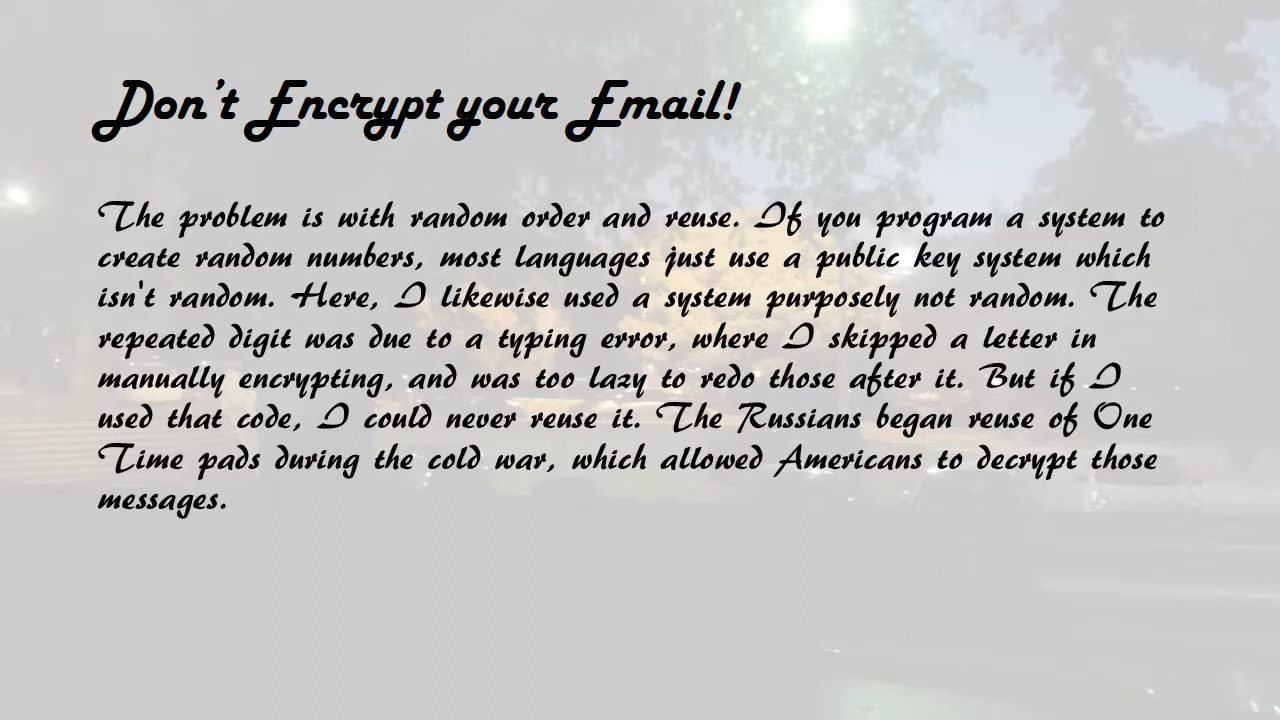 Don't Encrypt your Email!
The problem is with random order and reuse. If you program a system to
create random numbers, most languages just use a public key system which
isn't random. Here, I likewise used a system purposely not random. The
repeated digit was due to a typing error, where I skipped a letter in
manually encrypting, and was too lazy to redo those after it. But if I
used that code, I could never reuse it. The Russians began reuse of One
Time pads during the cold war, which allowed Americans to decrypt those
messages.